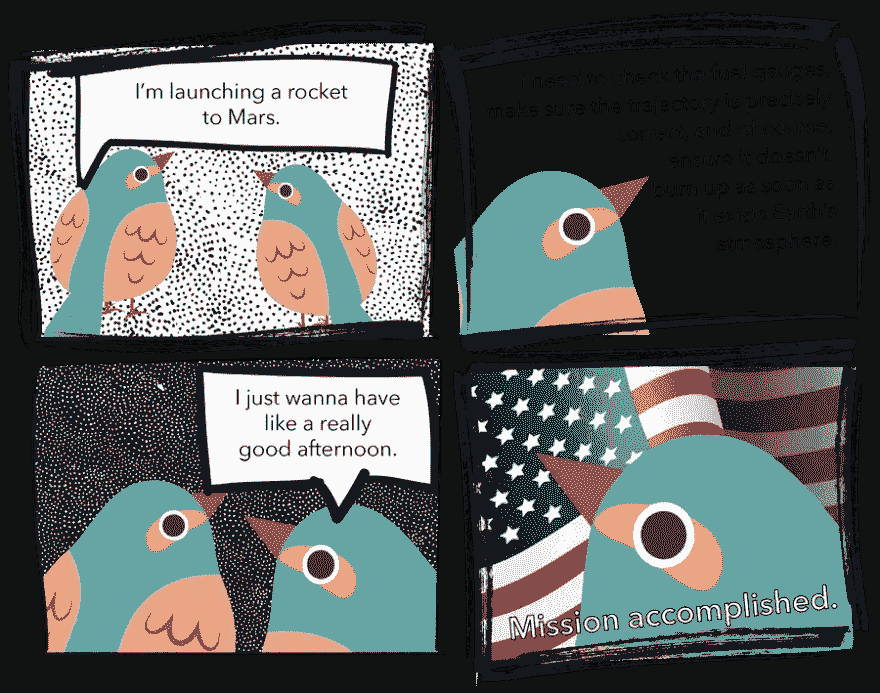 I'm launching a rocket
to Mars.
I need to check the fuel gauges,
make sure the trajectory is precisely
correct, and of course,
ensure it doesn't
burn up as soon as
it exits Earth's
atmosphere.
I just wanna have
like a really
good afternoon.
Mission accomplished.